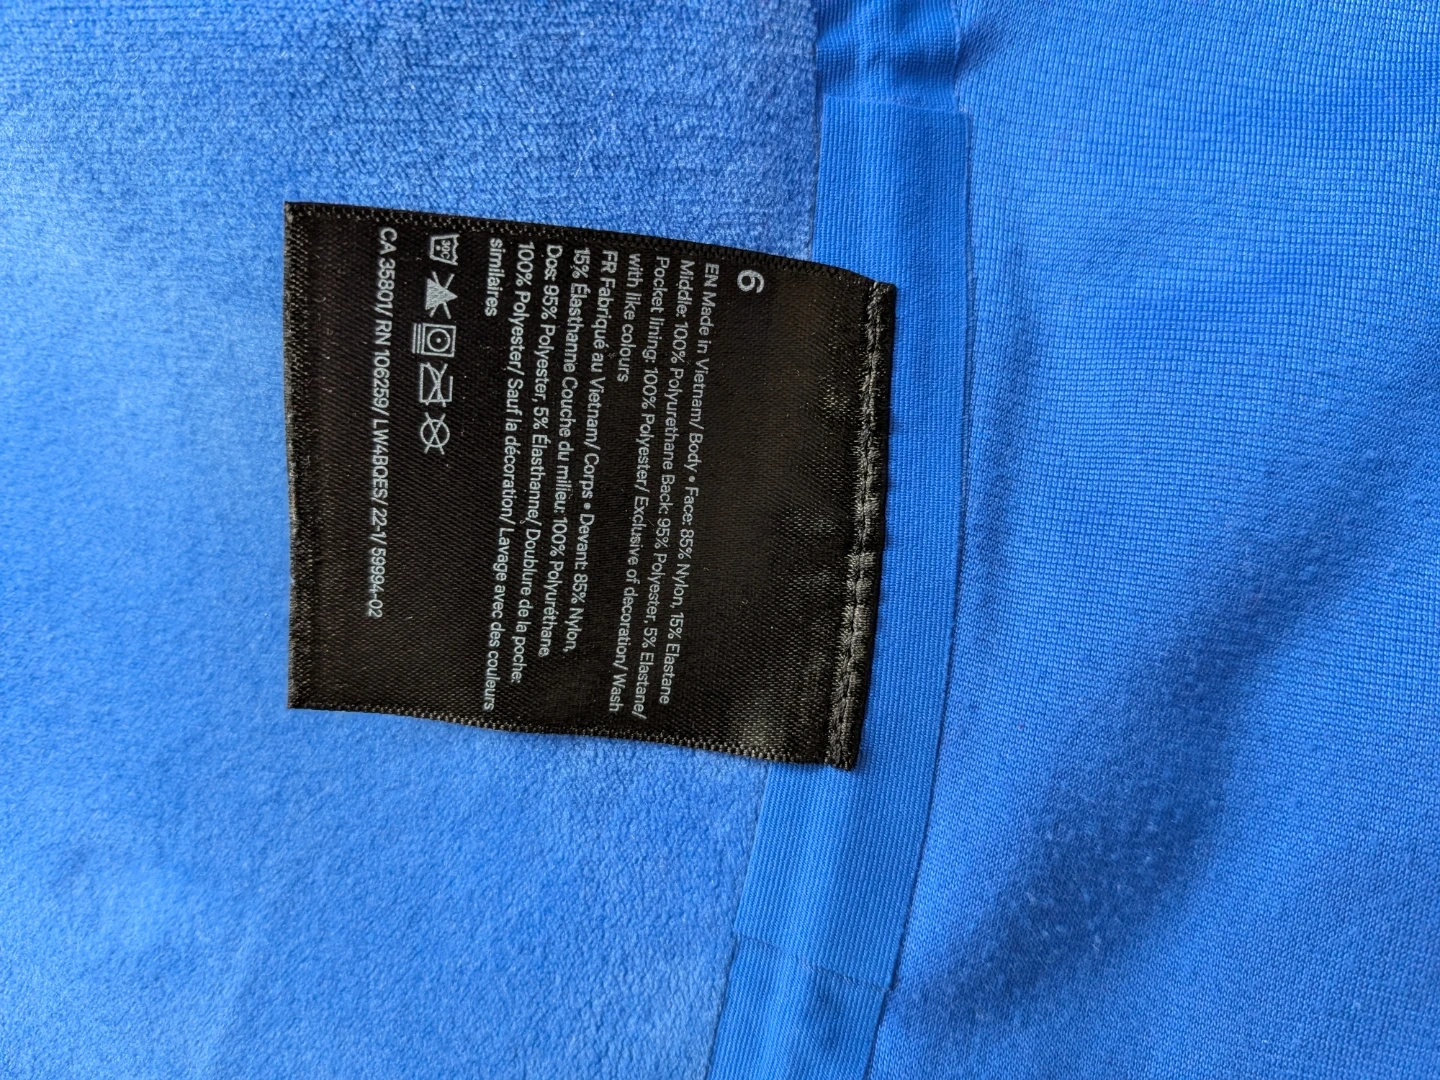 6
EN Made in Vietnam/ Body • Face: 85% Nylon, 15% Elastane
Middle: 100% Polyurethane Back: 95% Polyester, 5% Elastane/
Pocket lining: 100% Polyester/ Exclusive of decoration/ Wash
with like colours
FR Fabriqué au Vietnam/ Corps • Devant: 85% Nylon,
15% Élasthanne Couche du milieu: 100% Polyuréthane,
Dos: 95% Polyester, 5% Élasthanne/ Doublure de la poche:
100% Polyester/ Sauf la décoration/ Lavage avec des couleurs
similaires
30C
CA 35801/ RN 106259/ LW4BQES/ 22-1/ 59994-02